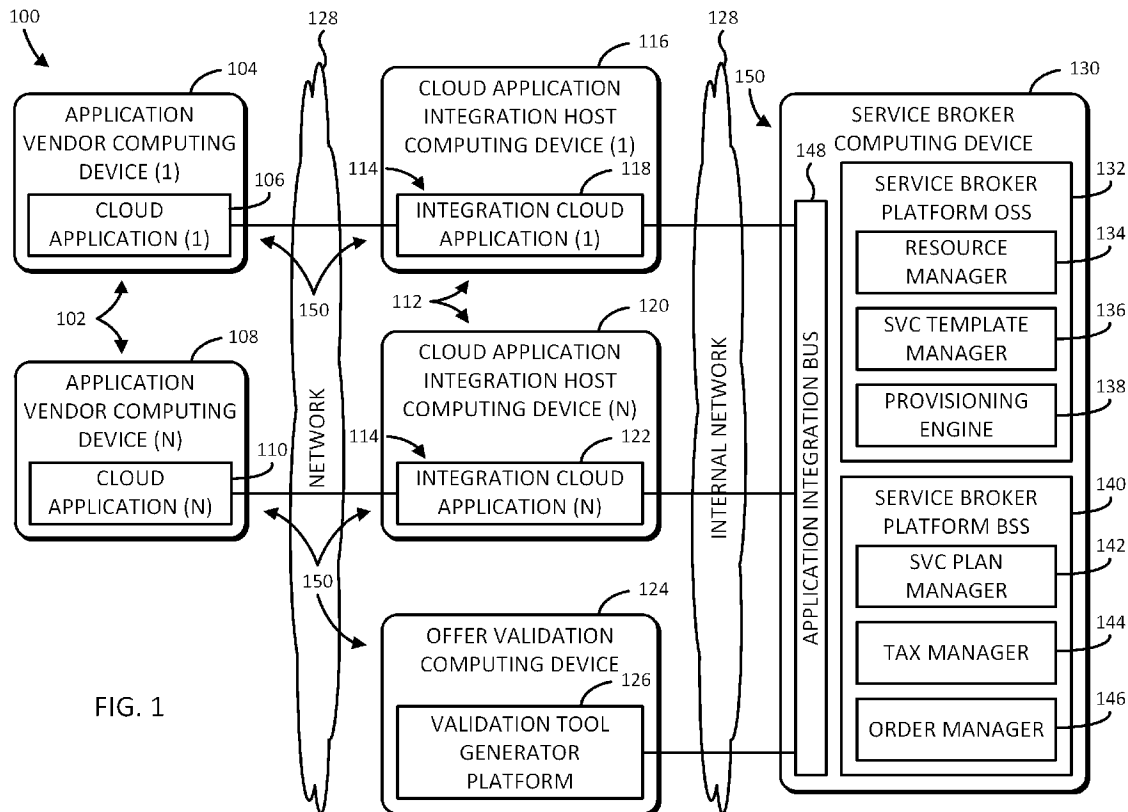 100
128
104
APPLICATION
VENDOR COMPUTING
DEVICE (1)
106
CLOUD
APPLICATION (1)
102
108
APPLICATION
VENDOR COMPUTING
DEVICE (N)
110
CLOUD
APPLICATION (N)
NETWORK
150
150
116
CLOUD APPLICATION
INTEGRATION HOST
COMPUTING DEVICE (1)
114
118
INTEGRATION CLOUD
APPLICATION (1)
112
120
CLOUD APPLICATION
INTEGRATION HOST
COMPUTING DEVICE (N)
114
122
INTEGRATION CLOUD
APPLICATION (N)
124
OFFER VALIDATION
COMPUTING DEVICE
126
VALIDATION TOOL
GENERATOR
PLATFORM
128
INTERNAL NETWORK
150
130
SERVICE BROKER
COMPUTING DEVICE
148
APPLICATION INTEGRATION BUS
132
SERVICE BROKER
PLATFORM OSS
134
RESOURCE
MANAGER
136
SVC TEMPLATE
MANAGER
138
PROVISIONING
ENGINE
140
SERVICE BROKER
PLATFORM BSS
142
SVC PLAN
MANAGER
144
TAX MANAGER
146
ORDER MANAGER
FIG. 1